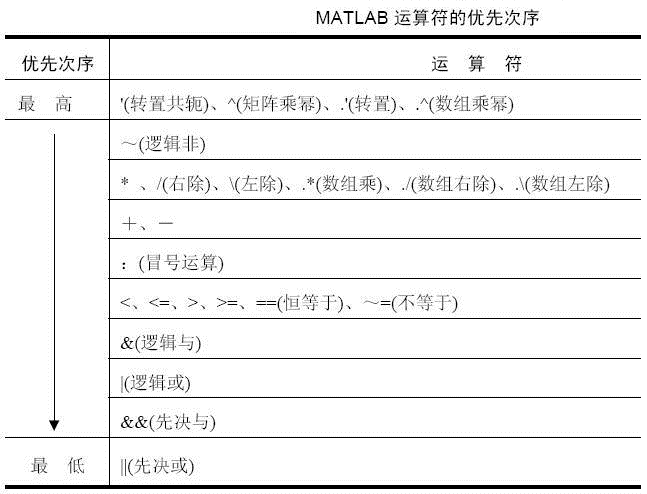 MATLAB 运算符的优先次序
优先次序 运 算 符
最 高 '(转置共轭)、^(矩阵乘幂)、.'(转置)、.^(数组乘幂)
～(逻辑非)
* 、/(右除)、\(左除)、.*(数组乘)、./(数组右除)、.\(数组左除)
＋、－
：(冒号运算)
<、<=、>、>=、==(恒等于)、～=(不等于)
&(逻辑与)
|(逻辑或)
&&(先决与)
最 低 ||(先决或)